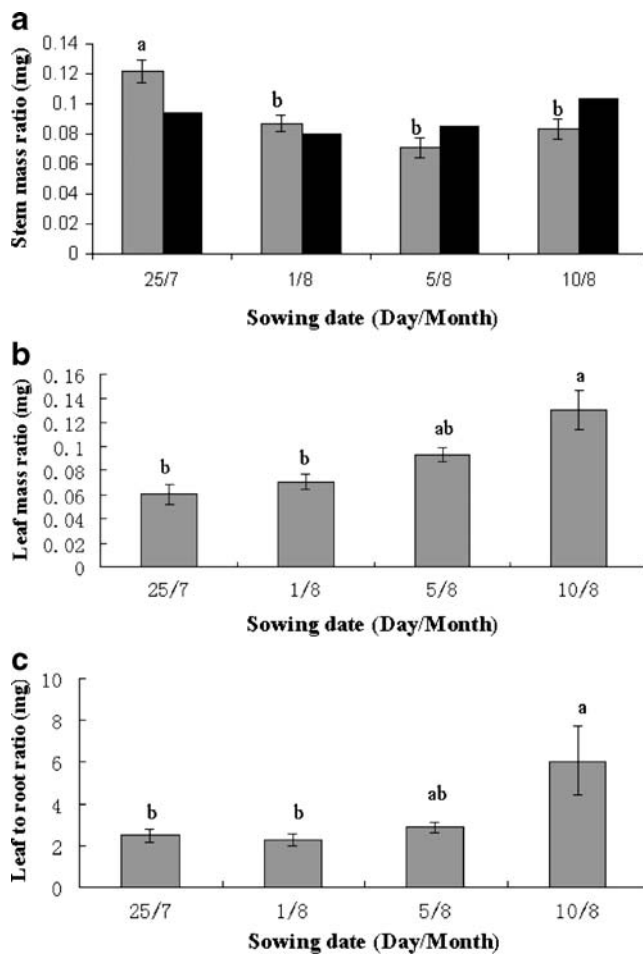 a
Stem mass ratio (mg)
0.14
0.12
0.1
0.08
0.06
0.04
0.02
0
a
b
b
b
25/7 1/8 5/8 10/8
Sowing date (Day/Month)
b
Leaf mass ratio (mg)
0.16
0.14
0.12
0.1
0.08
0.06
0.04
0.02
0
b
b
ab
a
25/7 1/8 5/8 10/8
Sowing date (Day/Month)
c
Leaf to root ratio (mg)
10
8
6
4
2
0
b
b
ab
a
25/7 1/8 5/8 10/8
Sowing date (Day/Month)